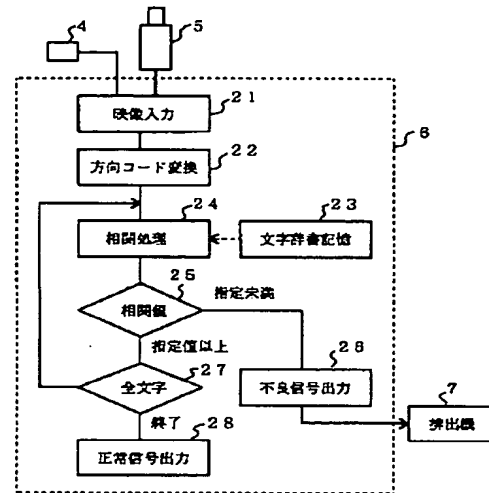 4
5
映像入力
21
方向コード変換
22
6
相関処理
24
文字辞書記憶
23
相関値
25
指定未満
指定値以上
全文字
27
不良信号出力
26
排出機
7
終了
正常信号出力
28